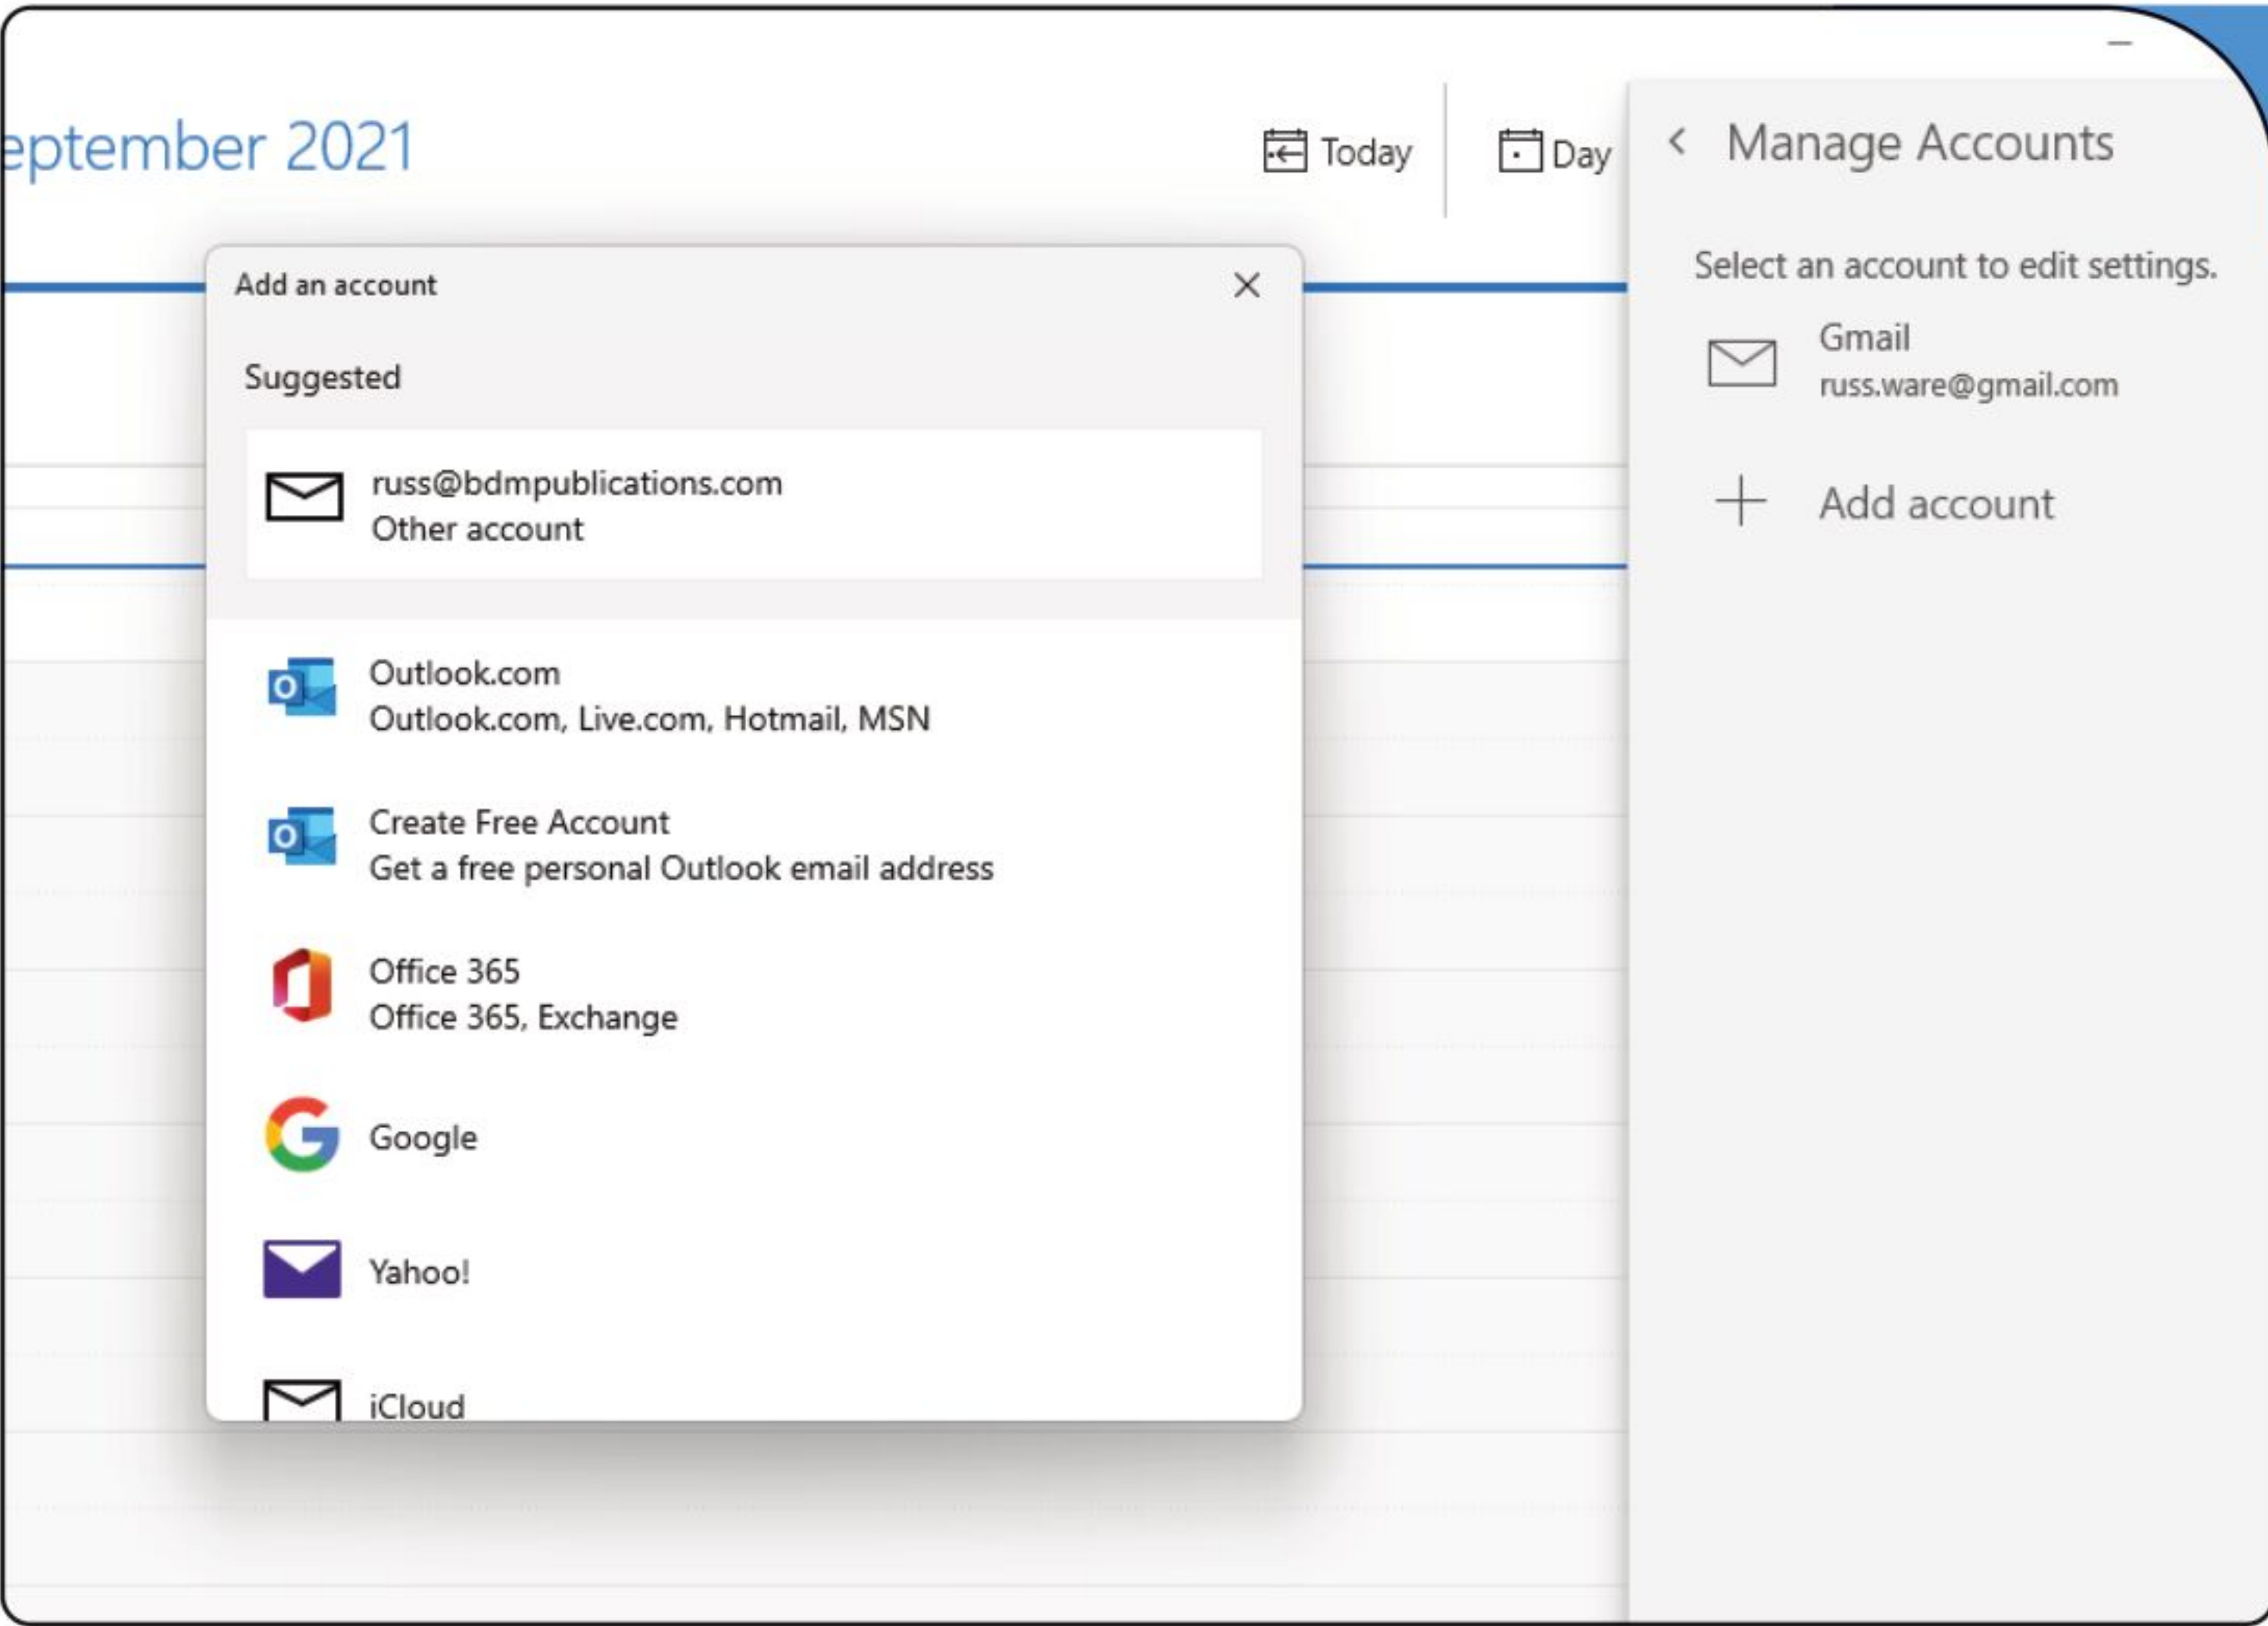 eptember 2021
Today
Day
Manage Accounts
Select an account to edit settings.
Gmail
russ.ware@gmail.com
Add account
Add an account
Suggested
russ@bdmpublications.com
Other account
Outlook.com
Outlook.com, Live.com, Hotmail, MSN
Create Free Account
Get a free personal Outlook email address
Office 365
Office 365, Exchange
Google
Yahoo!
iCloud